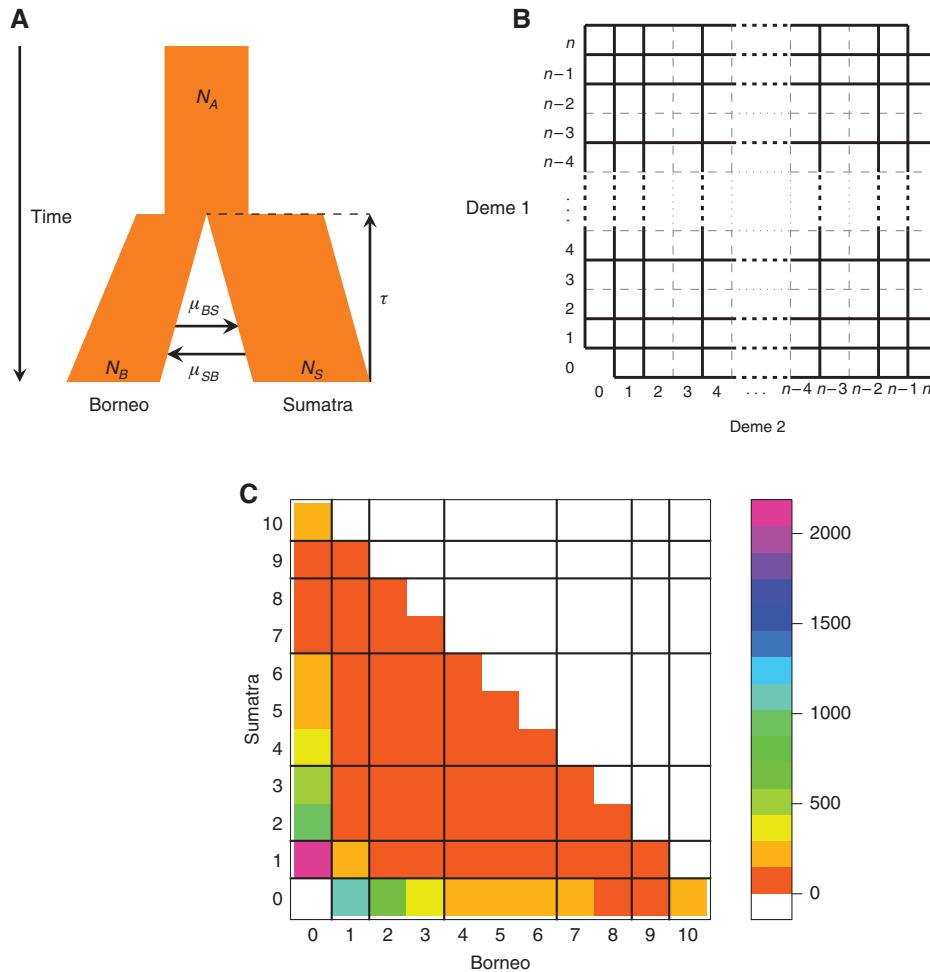 A
N_A
Time
μ_BS
τ
μ_SB
N_B
N_S
Borneo
Sumatra
B
n
n−1
n−2
n−3
n−4
Deme 1
. . .
4
3
2
1
0
0 1 2 3 4 . . . n−4 n−3 n−2 n−1 n
Deme 2
C
10
9
8
7
6
5
4
3
2
1
0
Sumatra
0 1 2 3 4 5 6 7 8 9 10
Borneo
2000
1500
1000
500
0